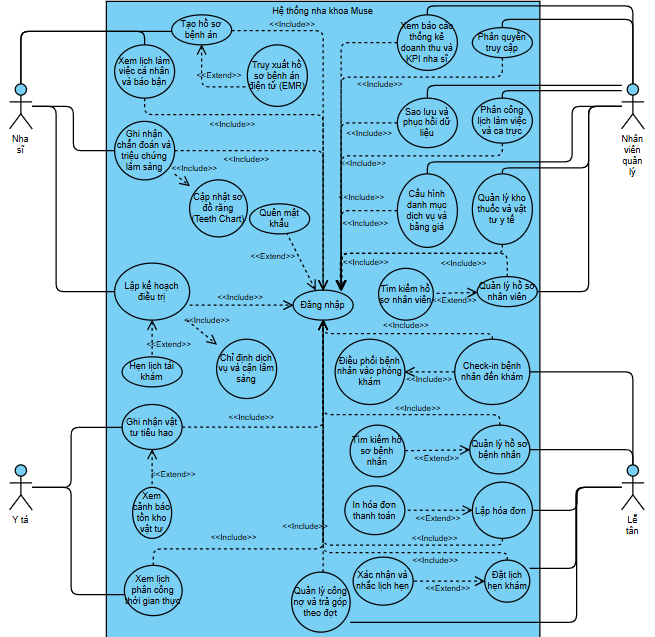 Hệ thống nha khoa Muse
Tạo hồ sơ
bệnh án
<<Include>>
Xem lịch làm
việc cá nhân
và báo bận
<<Extend>>
Truy xuất hồ
sơ bệnh án
điện tử (EMR)
<<Include>>
Ghi nhận
chẩn đoán và
triệu chứng
lâm sàng
<<Include>>
<<Include>>
Cập nhật sơ
đồ răng
(Teeth Chart)
Quên mật
khẩu
<<Extend>>
Nha
sĩ
Lập kế hoạch
điều trị
<<Include>>
Đăng nhập
<<Include>>
<<Extend>>
Hẹn lịch tái
khám
Chỉ định dịch
vụ và cận lâm
sàng
Ghi nhận vật
tư tiêu hao
<<Include>>
<<Extend>>
Xem
cảnh báo
tồn kho
vật tư
<<Include>>
Xem lịch
phân công
thời gian thực
Y tá
Xem báo cáo
thống kê
doanh thu và
KPI nha sĩ
Phân quyền
truy cập
<<Include>>
Sao lưu và
phục hồi dữ
liệu
<<Include>>
Phân công
lịch làm việc
và ca trực
<<Include>>
Cấu hình
danh mục
dịch vụ và
bảng giá
<<Include>>
<<Include>>
Quản lý kho
thuốc và vật
tư y tế
<<Include>>
<<Include>>
Tìm kiếm hồ
sơ nhân viên
<<Extend>>
Quản lý hồ sơ
nhân viên
Nhân
viên
quản
lý
<<Include>>
Điều phối bệnh
nhân vào phòng
khám
<<Include>>
Check-in bệnh
nhân đến khám
<<Include>>
Tìm kiếm hồ
sơ bệnh
nhân
<<Extend>>
Quản lý hồ sơ
bệnh nhân
In hóa đơn
thanh toán
<<Extend>>
Lập hóa đơn
<<Include>>
<<Include>>
<<Include>>
Xác nhận và
nhắc lịch hẹn
<<Extend>>
Đặt lịch
hẹn khám
Quản lý công
nợ và trả góp
theo đợt
Lễ
tân